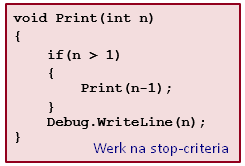 void Print(int n)
{
    if(n > 1)
    {
        Print(n-1);
    }
    Debug.WriteLine(n);
}
Werk na stop-criteria